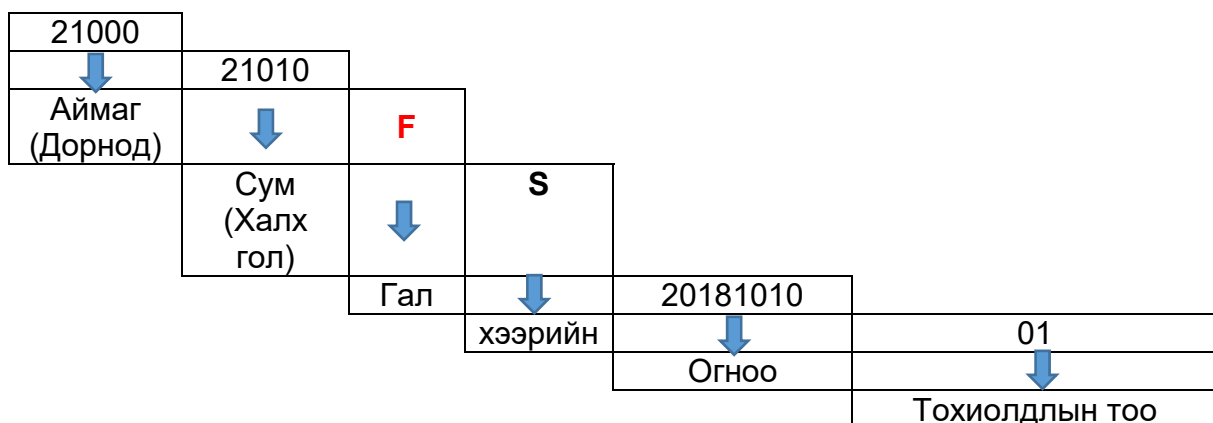 21000
21010
Аймаг
(Дорнод)
F
Сум
(Халх
гол)
S
Гал
20181010
хээрийн
01
Огноо
Тохиолдлын тоо